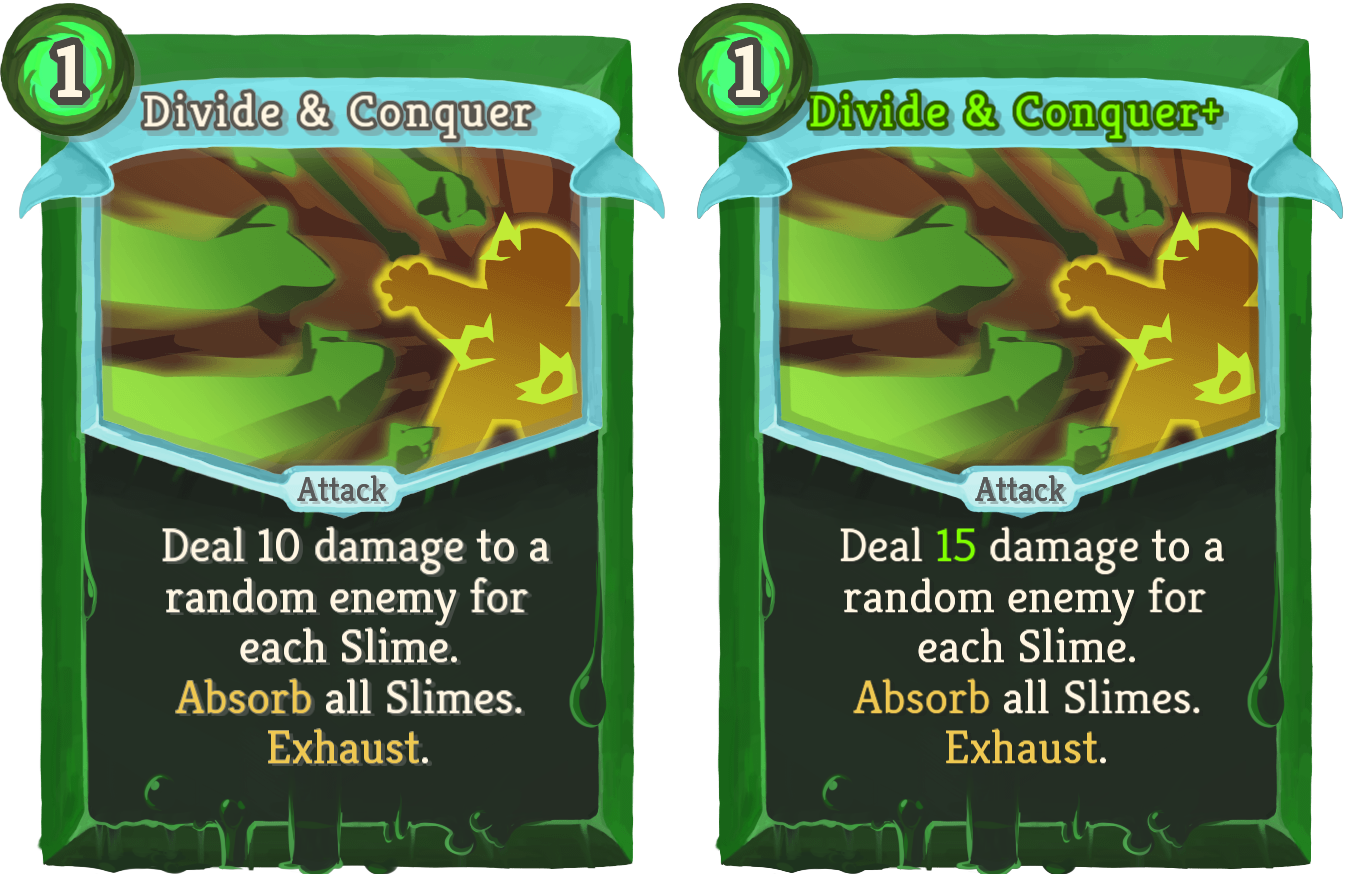 1
Divide & Conquer
Attack
Deal 10 damage to a
random enemy for
each Slime.
Absorb all Slimes.
Exhaust.
1
Divide & Conquer+
Attack
Deal 15 damage to a
random enemy for
each Slime.
Absorb all Slimes.
Exhaust.